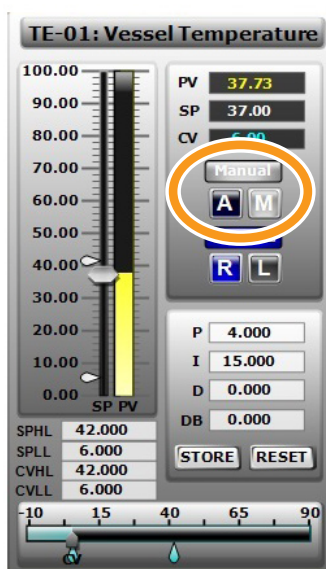 TE-01: Vessel Temperature
100.00
90.00
80.00
70.00
60.00
50.00
40.00
30.00
20.00
10.00
0.00
SP PV
SPHL 42.000
SPLL 6.000
CVHL 42.000
CVLL 6.000
PV 37.73
SP 37.00
CV 6.00
Manual
A M
R L
P 4.000
I 15.000
D 0.000
DB 0.000
STORE RESET
-10 15 40 65 90
CV